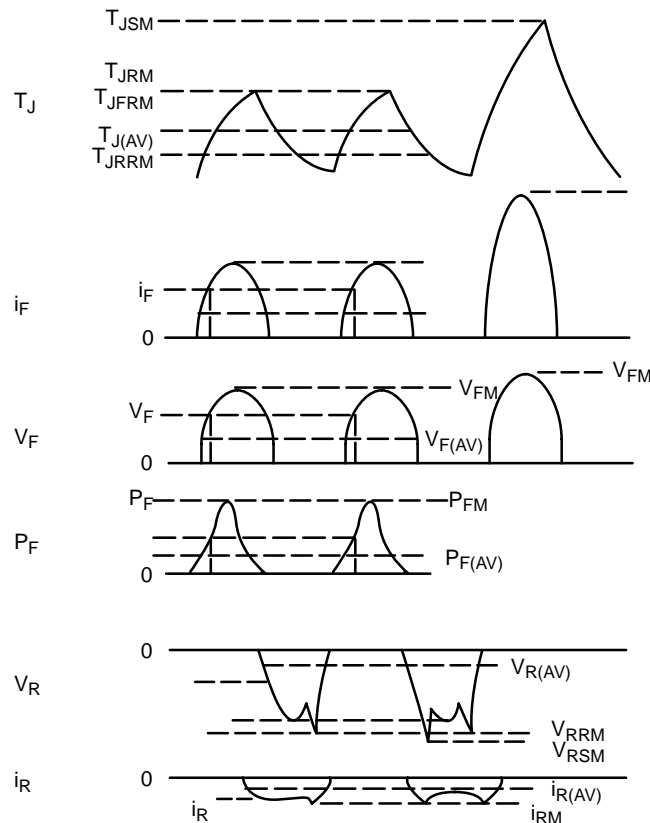 T_JSM
T_JRM
T_J T_JFRM
T_J(AV)
T_JRRM
i_F i_F
0
V_FM V_FM
V_F
V_F V_F(AV)
0
P_F P_FM
P_F
P_F(AV)
0
0
V_R V_R(AV)
V_RRM
V_RSM
0
i_R i_R(AV)
i_R i_RM